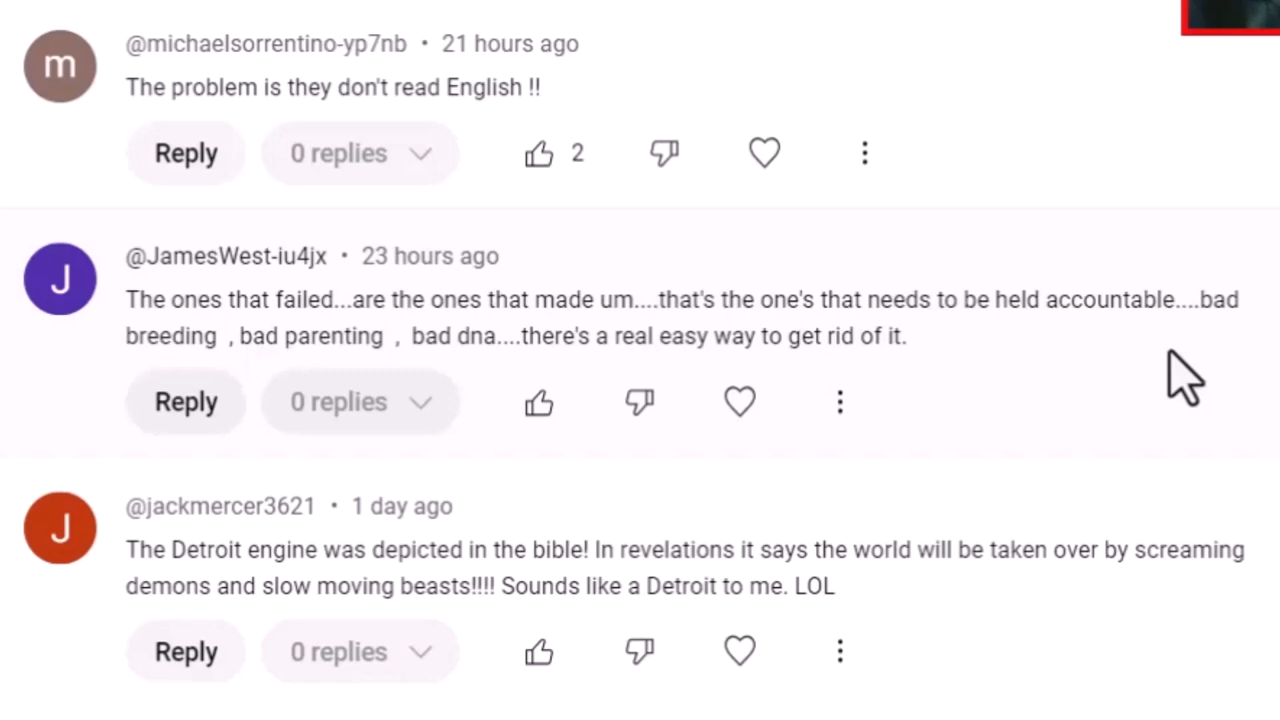 m
@michaelsorrentino-yp7nb • 21 hours ago
The problem is they don't read English !!
Reply 0 replies 2
J
@JamesWest-iu4jx • 23 hours ago
The ones that failed...are the ones that made um....that's the one's that needs to be held accountable....bad
breeding , bad parenting , bad dna....there's a real easy way to get rid of it.
Reply 0 replies
J
@jackmercer3621 • 1 day ago
The Detroit engine was depicted in the bible! In revelations it says the world will be taken over by screaming
demons and slow moving beasts!!!! Sounds like a Detroit to me. LOL
Reply 0 replies